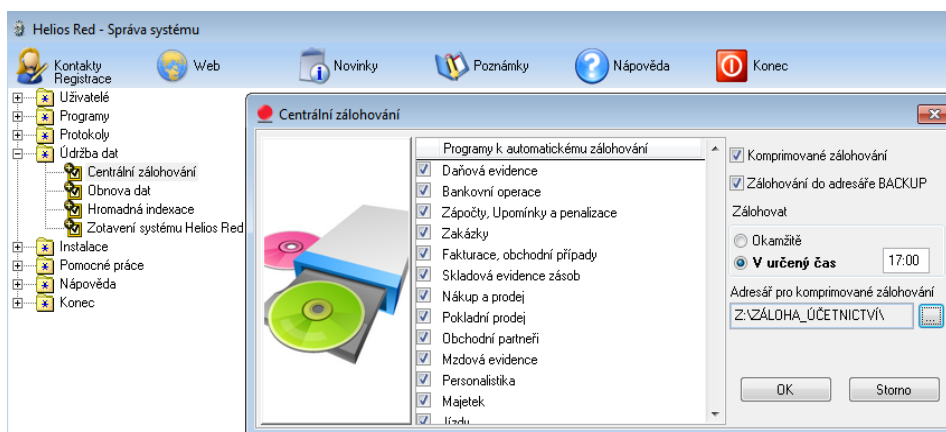 Helios Red - Správa systému
Kontakty
Registrace
Web
Novinky
Poznámky
Nápověda
Konec
Uživatelé
Programy
Protokoly
Údržba dat
Centrální zálohování
Obnova dat
Hromadná indexace
Zotavení systému Helios Red
Instalace
Pomocné práce
Nápověda
Konec
Centrální zálohování
Programy k automatickému zálohování
Daňová evidence
Bankovní operace
Zápočty, Upomínky a penalizace
Zakázky
Fakturace, obchodní případy
Skladová evidence zásob
Nákup a prodej
Pokladní prodej
Obchodní partneři
Mzdová evidence
Personalistika
Majetek
Jízdy
Komprimované zálohování
Zálohování do adresáře BACKUP
Zálohovat
Okamžitě
V určený čas 17:00
Adresář pro komprimované zálohování
Z:\ZÁLOHA_ÚČETNICTVÍ\ ...
OK Storno